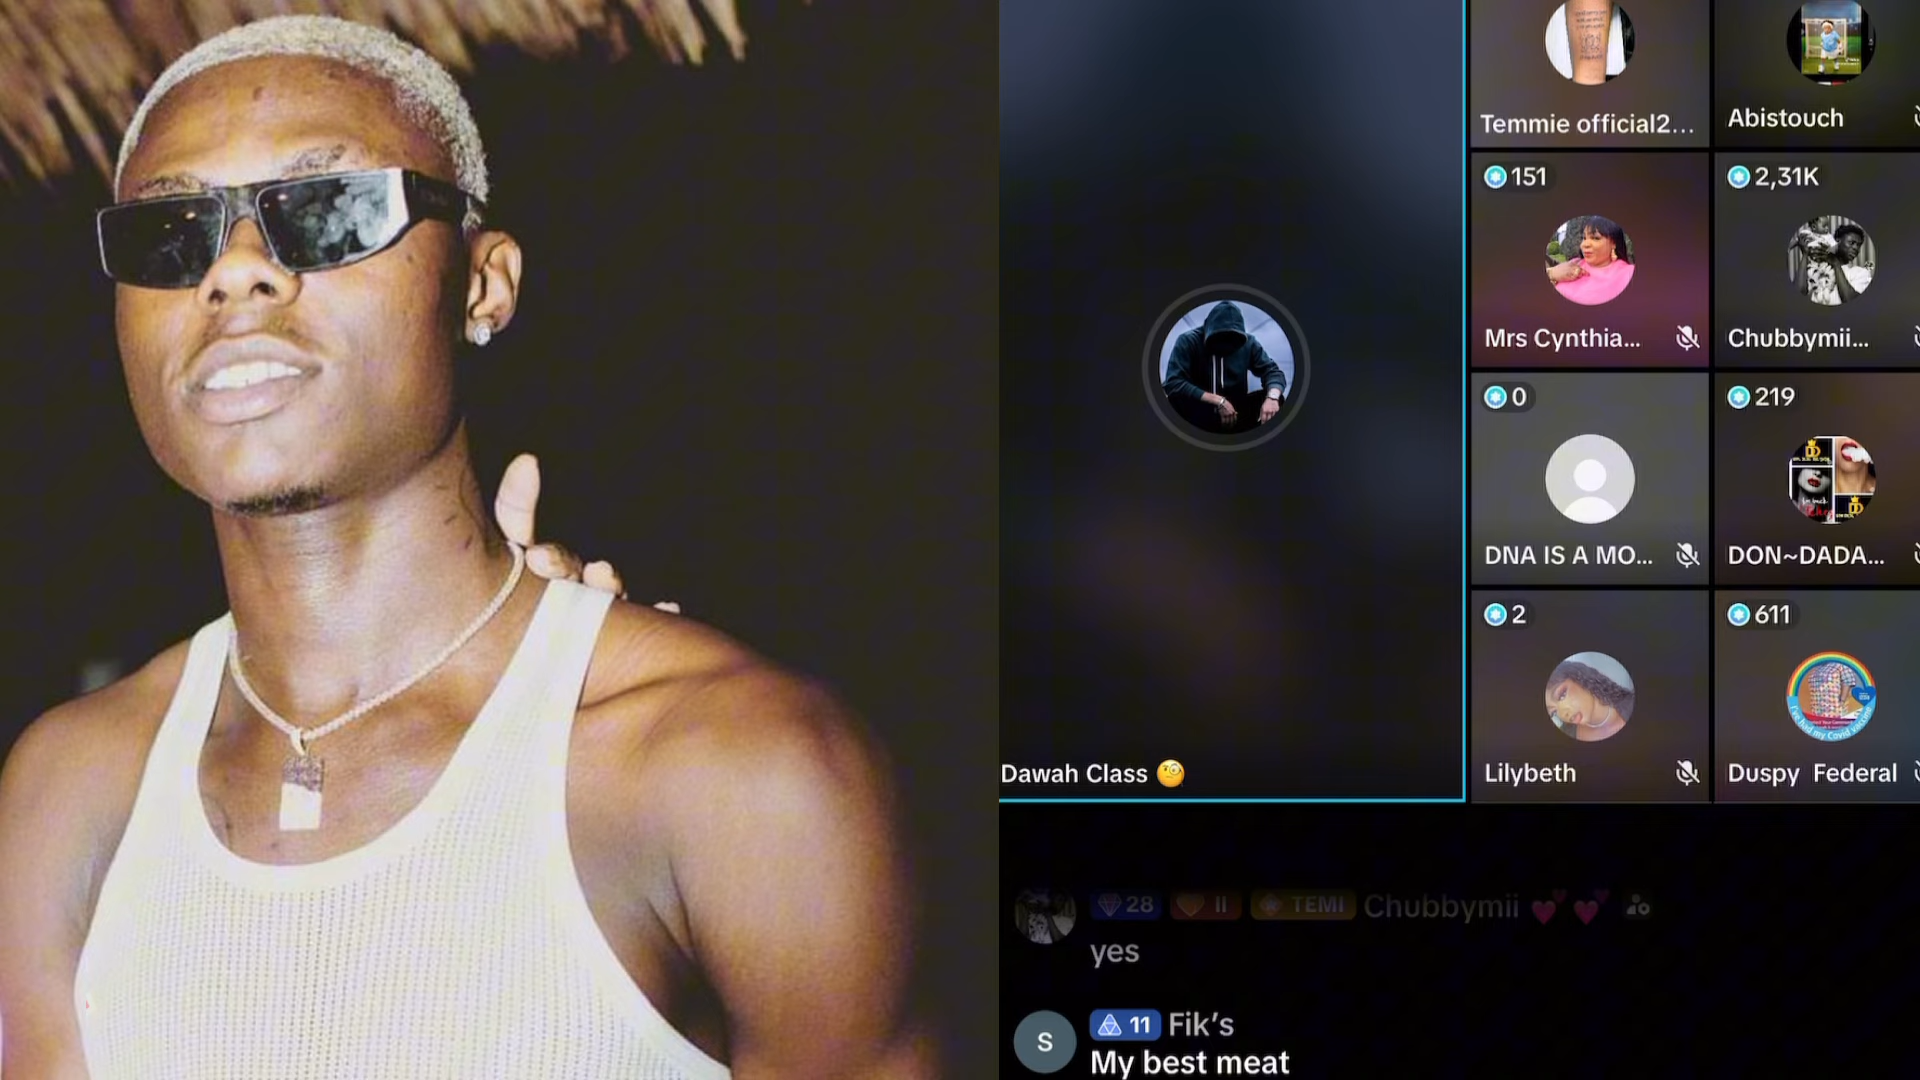 Temmie official2...
Abistouch
151
2,31K
Mrs Cynthia...
Chubbymii...
0
219
DNA IS A MO...
DON~DADA...
2
611
Dawah Class 🧐
Lilybeth
Duspy Federal
28 II TEMI Chubbymii 💕 💕
yes
S
11 Fik’s
My best meat